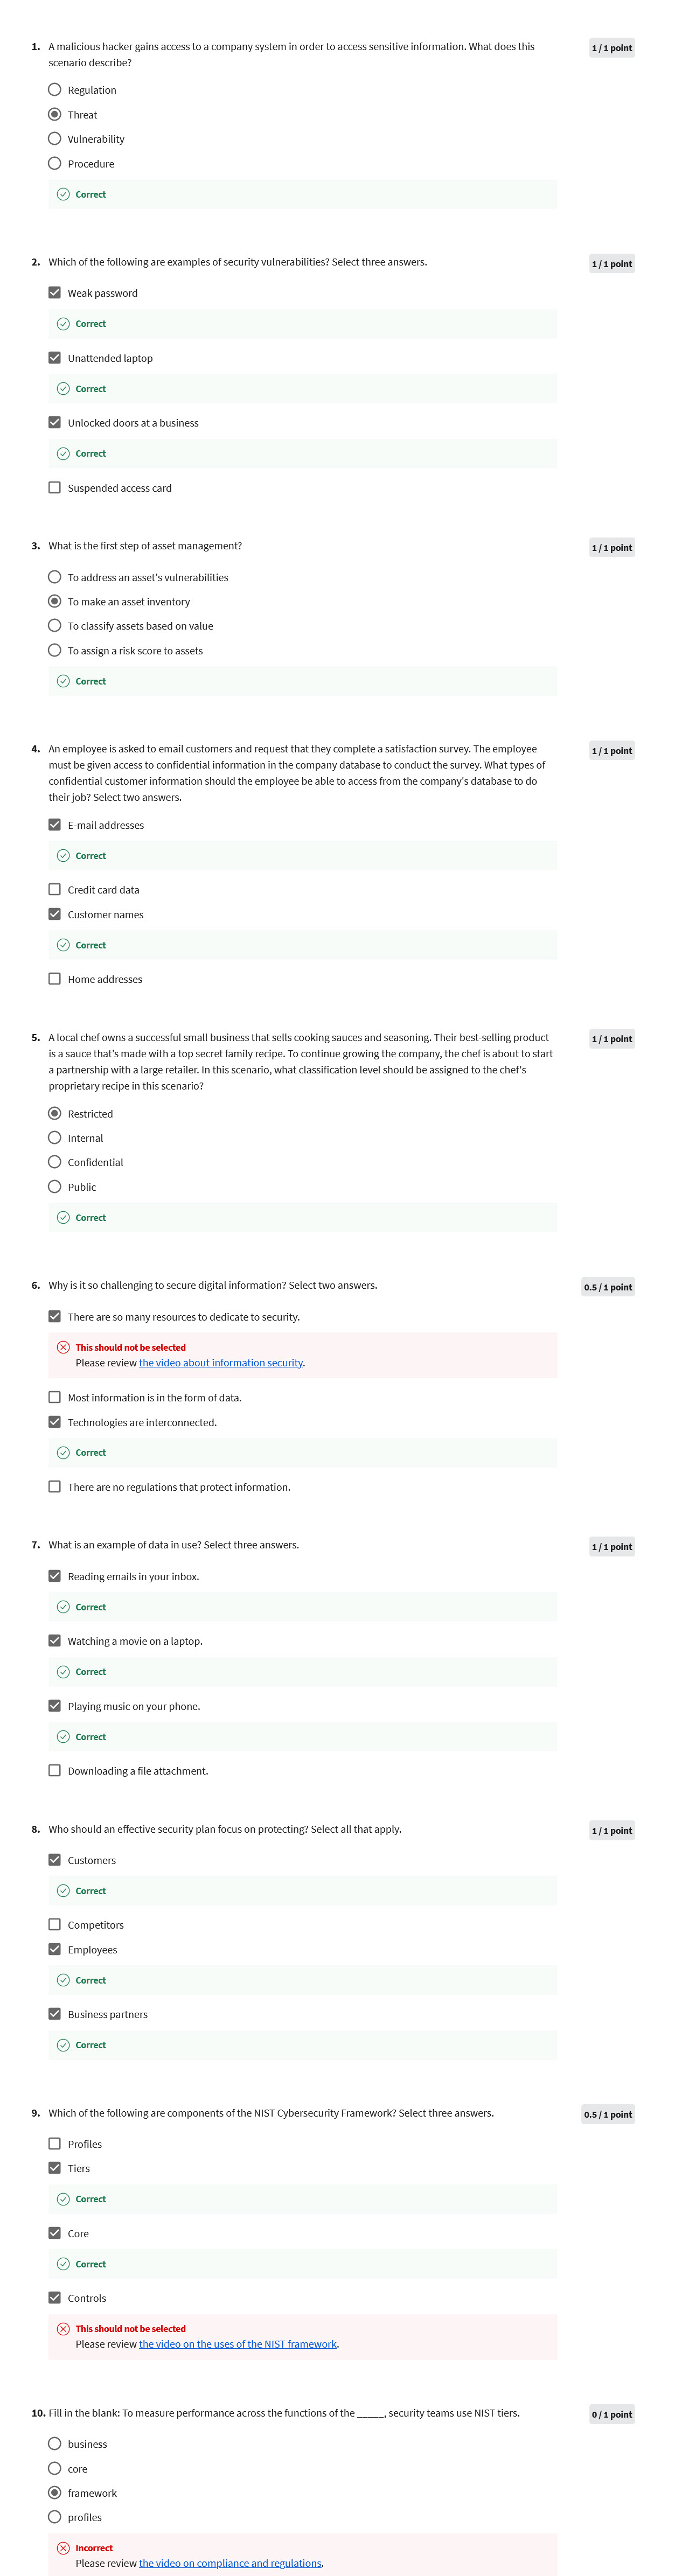 1. A malicious hacker gains access to a company system in order to access sensitive information. What does this
scenario describe?
1 / 1 point
Regulation
Threat
Vulnerability
Procedure
Correct
2. Which of the following are examples of security vulnerabilities? Select three answers.
1 / 1 point
Weak password
Correct
Unattended laptop
Correct
Unlocked doors at a business
Correct
Suspended access card
3. What is the first step of asset management?
1 / 1 point
To address an asset's vulnerabilities
To make an asset inventory
To classify assets based on value
To assign a risk score to assets
Correct
4. An employee is asked to email customers and request that they complete a satisfaction survey. The employee
must be given access to confidential information in the company database to conduct the survey. What types of
confidential customer information should the employee be able to access from the company's database to do
their job? Select two answers.
1 / 1 point
E-mail addresses
Correct
Credit card data
Customer names
Correct
Home addresses
5. A local chef owns a successful small business that sells cooking sauces and seasoning. Their best-selling product
is a sauce that's made with a top secret family recipe. To continue growing the company, the chef is about to start
a partnership with a large retailer. In this scenario, what classification level should be assigned to the chef's
proprietary recipe in this scenario?
1 / 1 point
Restricted
Internal
Confidential
Public
Correct
6. Why is it so challenging to secure digital information? Select two answers.
0.5 / 1 point
There are so many resources to dedicate to security.
This should not be selected
Please review the video about information security.
Most information is in the form of data.
Technologies are interconnected.
Correct
There are no regulations that protect information.
7. What is an example of data in use? Select three answers.
1 / 1 point
Reading emails in your inbox.
Correct
Watching a movie on a laptop.
Correct
Playing music on your phone.
Correct
Downloading a file attachment.
8. Who should an effective security plan focus on protecting? Select all that apply.
1 / 1 point
Customers
Correct
Competitors
Employees
Correct
Business partners
Correct
9. Which of the following are components of the NIST Cybersecurity Framework? Select three answers.
0.5 / 1 point
Profiles
Tiers
Correct
Core
Correct
Controls
This should not be selected
Please review the video on the uses of the NIST framework.
10. Fill in the blank: To measure performance across the functions of the _____, security teams use NIST tiers.
0 / 1 point
business
core
framework
profiles
Incorrect
Please review the video on compliance and regulations.